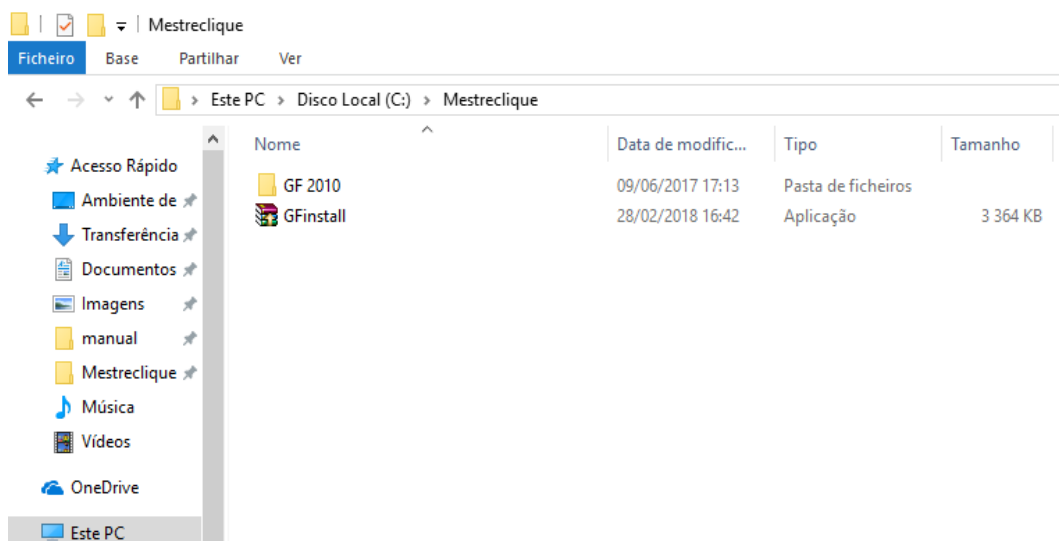 Mestreclique
Ficheiro Base Partilhar Ver
Este PC > Disco Local (C:) > Mestreclique
Nome Data de modific... Tipo Tamanho
Acesso Rápido
Ambiente de
Transferência
Documentos
Imagens
manual
Mestreclique
Música
Vídeos
OneDrive
Este PC
GF 2010 09/06/2017 17:13 Pasta de ficheiros
GFinstall 28/02/2018 16:42 Aplicação 3 364 KB